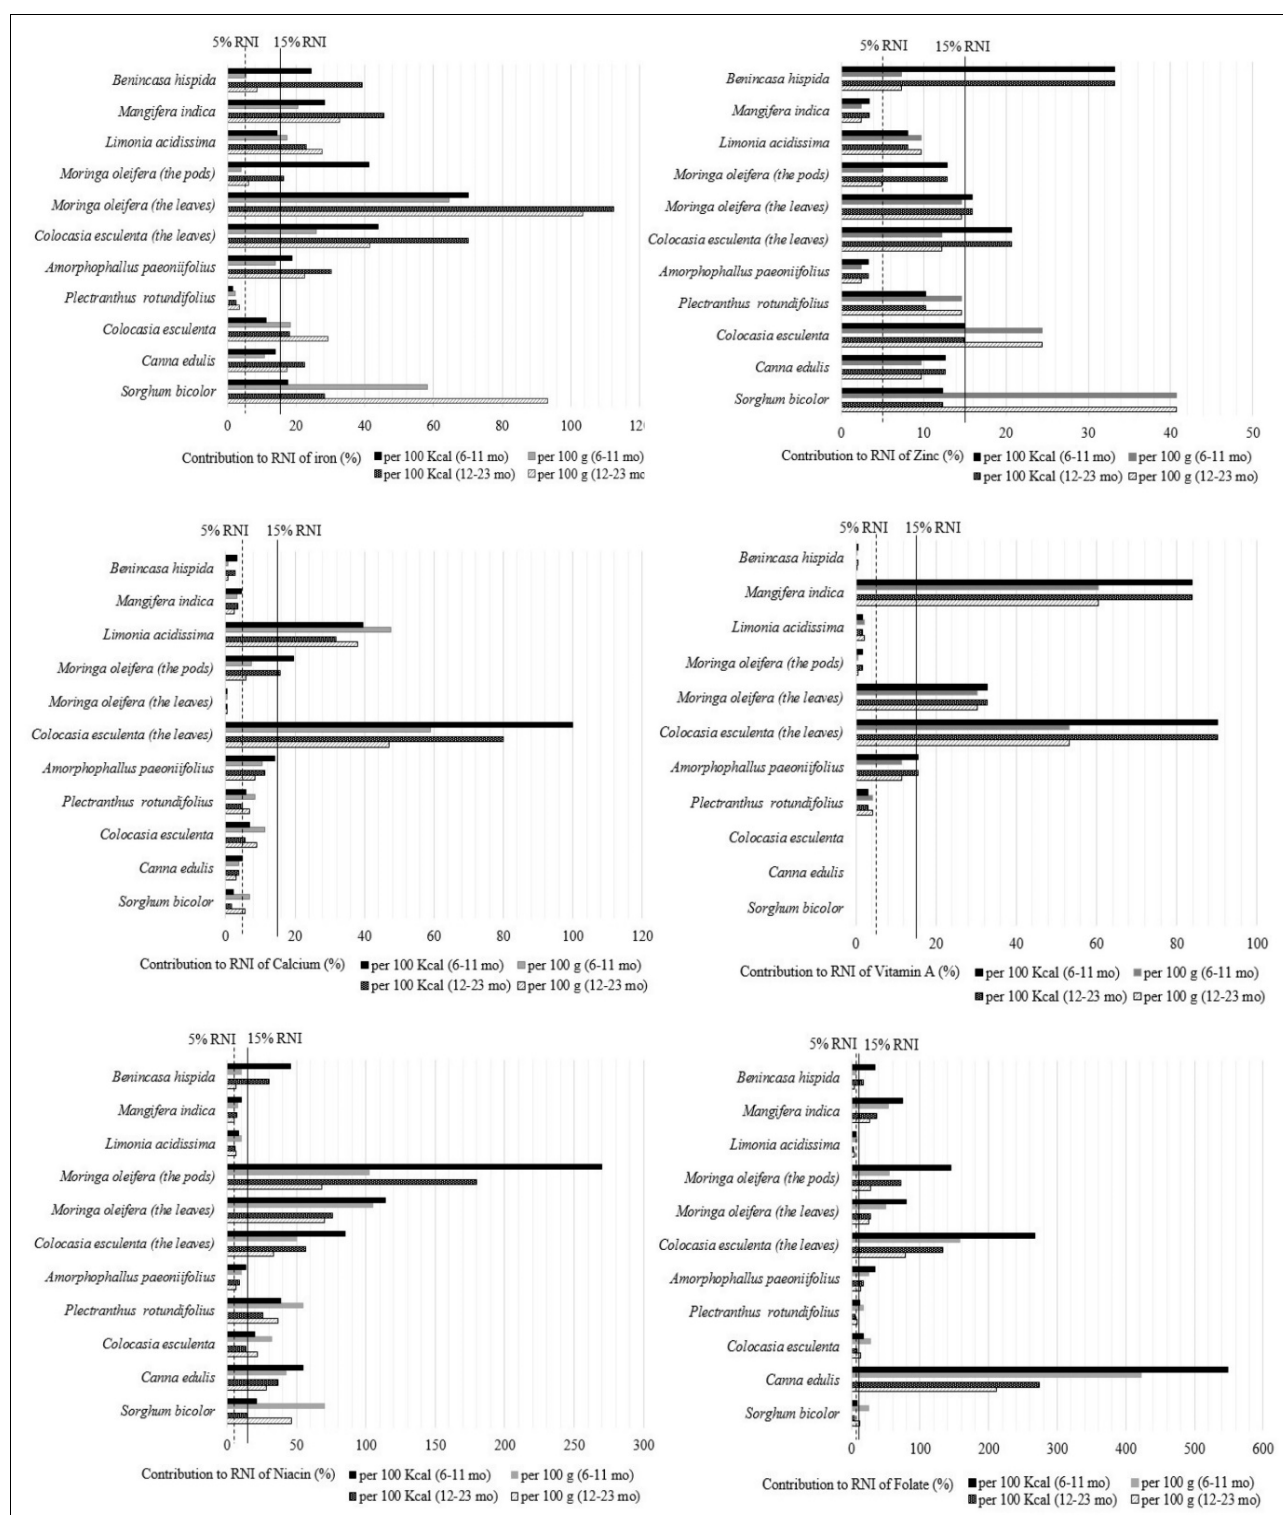 5% RNI 15% RNI
Benincasa hispida
Mangifera indica
Limonia acidissima
Moringa oleifera (the pods)
Moringa oleifera (the leaves)
Colocasia esculenta (the leaves)
Amorphophallus paeoniifolius
Plectranthus rotundifolius
Colocasia esculenta
Canna edulis
Sorghum bicolor
0 20 40 60 80 100 12
Contribution to RNI of iron (%) per 100 Kcal (6-11 mo) per 100 g (6-11 mo)
per 100 Kcal (12-23 mo) per 100 g (12-23 mo
5% RNI 15% RNI
Benincasa hispida
Mangifera indica
Limonia acidissima
Moringa oleifera (the pods)
Moringa oleifera (the leaves)
Colocasia esculenta (the leaves)
Amorphophallus paeoniifolius
Plectranthus rotundifolius
Colocasia esculenta
Canna edulis
Sorghum bicolor
0 10 20 30 40 50
Contribution to RNI of Zinc (%) per 100 Kcal (6-11 mo) per 100 g (6-11 mo)
per 100 Kcal (12-23 mo) per 100 g (12-23 mo)
5% RNI 15% RNI
Benincasa hispida
Mangifera indica
Limonia acidissima
Moringa oleifera (the pods)
Moringa oleifera (the leaves)
Colocasia esculenta (the leaves)
Amorphophallus paeoniifolius
Plectranthus rotundifolius
Colocasia esculenta
Canna edulis
Sorghum bicolor
0 20 40 60 80 100 120
Contribution to RNI of Calcium (%) per 100 Kcal (6-11 mo) per 100 g (6-11 mo)
per 100 Kcal (12-23 mo) per 100 g (12-23 mo)
5% RNI 15% RNI
Benincasa hispida
Mangifera indica
Limonia acidissima
Moringa oleifera (the pods)
Moringa oleifera (the leaves)
Colocasia esculenta (the leaves)
Amorphophallus paeoniifolius
Plectranthus rotundifolius
Colocasia esculenta
Canna edulis
Sorghum bicolor
0 20 40 60 80 100
Contribution to RNI of Vitamin A (%) per 100 Kcal (6-11 mo) per 100 g (6-11 mo)
per 100 Kcal (12-23 mo) per 100 g (12-23 mo)
5% RNI 15% RNI
Benincasa hispida
Mangifera indica
Limonia acidissima
Moringa oleifera (the pods)
Moringa oleifera (the leaves)
Colocasia esculenta (the leaves)
Amorphophallus paeoniifolius
Plectranthus rotundifolius
Colocasia esculenta
Canna edulis
Sorghum bicolor
0 50 100 150 200 250 300
Contribution to RNI of Niacin (%) per 100 Kcal (6-11 mo) per 100 g (6-11 mo)
per 100 Kcal (12-23 mo) per 100 g (12-23 mo)
5% RNI 15% RNI
Benincasa hispida
Mangifera indica
Limonia acidissima
Moringa oleifera (the pods)
Moringa oleifera (the leaves)
Colocasia esculenta (the leaves)
Amorphophallus paeoniifolius
Plectranthus rotundifolius
Colocasia esculenta
Canna edulis
Sorghum bicolor
0 100 200 300 400 500 600
Contribution to RNI of Folate (%) per 100 Kcal (6-11 mo) per 100 g (6-11 mo)
per 100 Kcal (12-23 mo) per 100 g (12-23 mo)